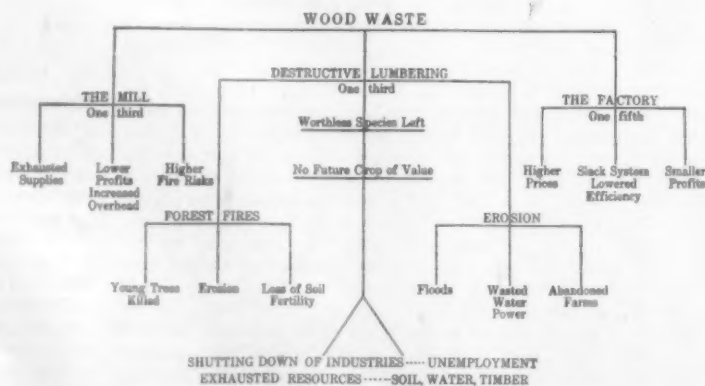 WOOD WASTE
DESTRUCTIVE LUMBERING
One third
THE MILL
One third
THE FACTORY
One fifth
Worthless Species Left
No Future Crop of Value
Exhausted
Supplies
Lower
Profits
Increased
Overhead
Higher
Fire Risks
Higher
Prices
Slack System
Lowered
Efficiency
Smaller
Profits
FOREST FIRES
EROSION
Young Trees
Killed
Erosion
Loss of Soil
Fertility
Floods
Wasted
Water
Power
Abandoned
Farms
SHUTTING DOWN OF INDUSTRIES ----- UNEMPLOYMENT
EXHAUSTED RESOURCES ----- SOIL, WATER, TIMBER